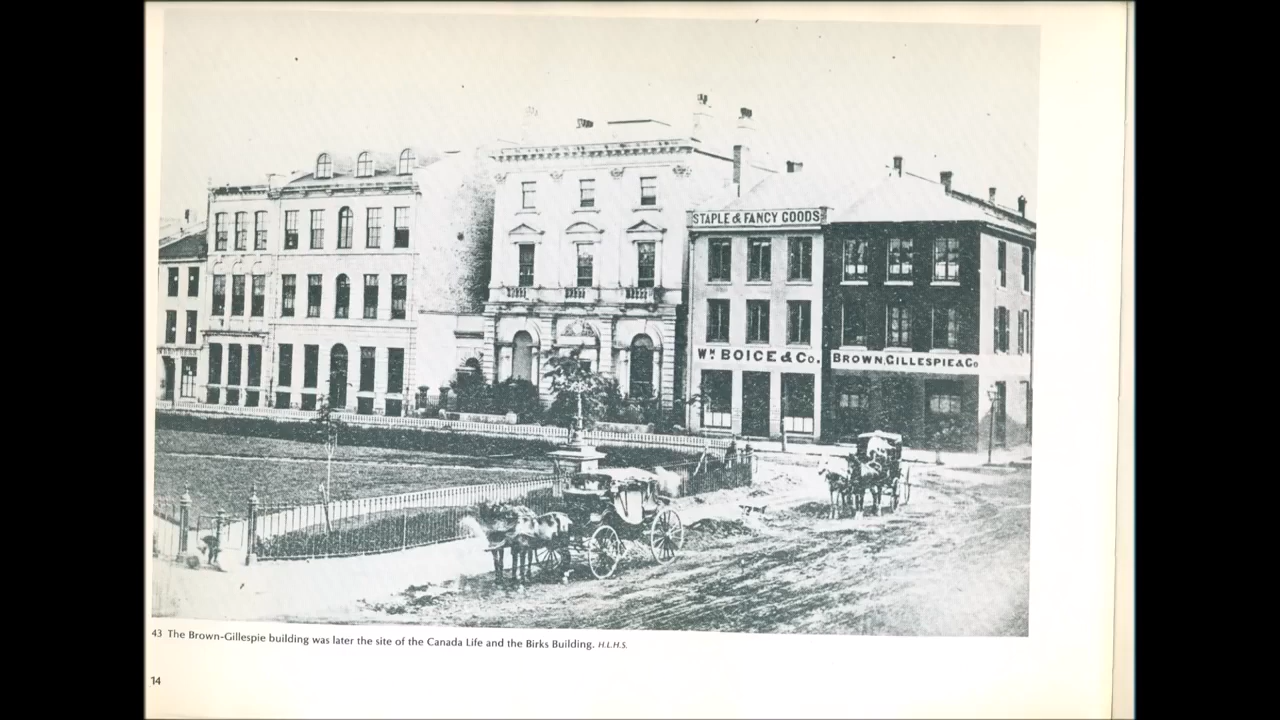 STAPLE & FANCY GOODS
Wᴹ BOICE & Co.
BROWN, GILLESPIE & Co
43 The Brown-Gillespie building was later the site of the Canada Life and the Birks Building. H.L.H.S.
14